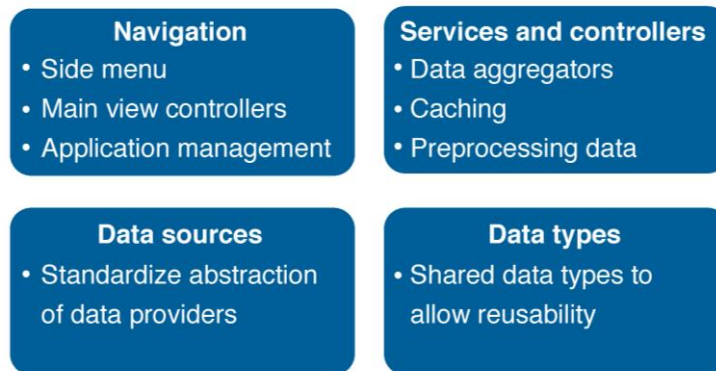 Navigation
• Side menu
• Main view controllers
• Application management
Services and controllers
• Data aggregators
• Caching
• Preprocessing data
Data sources
• Standardize abstraction
of data providers
Data types
• Shared data types to
allow reusability